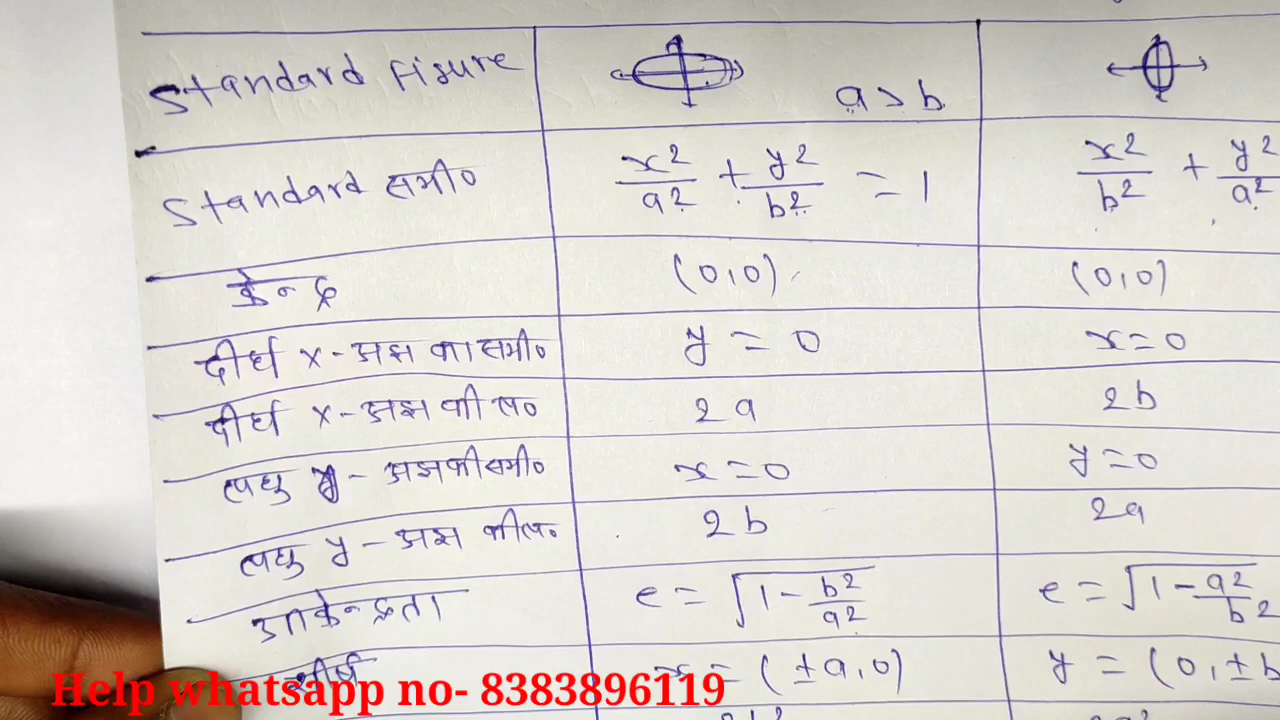 Standard Figure a > b
Standard समी० x²/a² + y²/b² = 1 x²/b² + y²/a²
केन्द्र (0,0) (0,0)
दीर्घ x-अक्ष का समी० y = 0 x = 0
दीर्घ x-अक्ष की ल० 2a 2b
लघु y-अक्ष की समी० x = 0 y = 0
लघु y-अक्ष की ल० 2b 2a
उत्केन्द्रता e = √1 - b²/a² e = √1 - a²/b²
शीर्ष x = (±a,0) y = (0,±b
Help whatsapp no- 8383896119